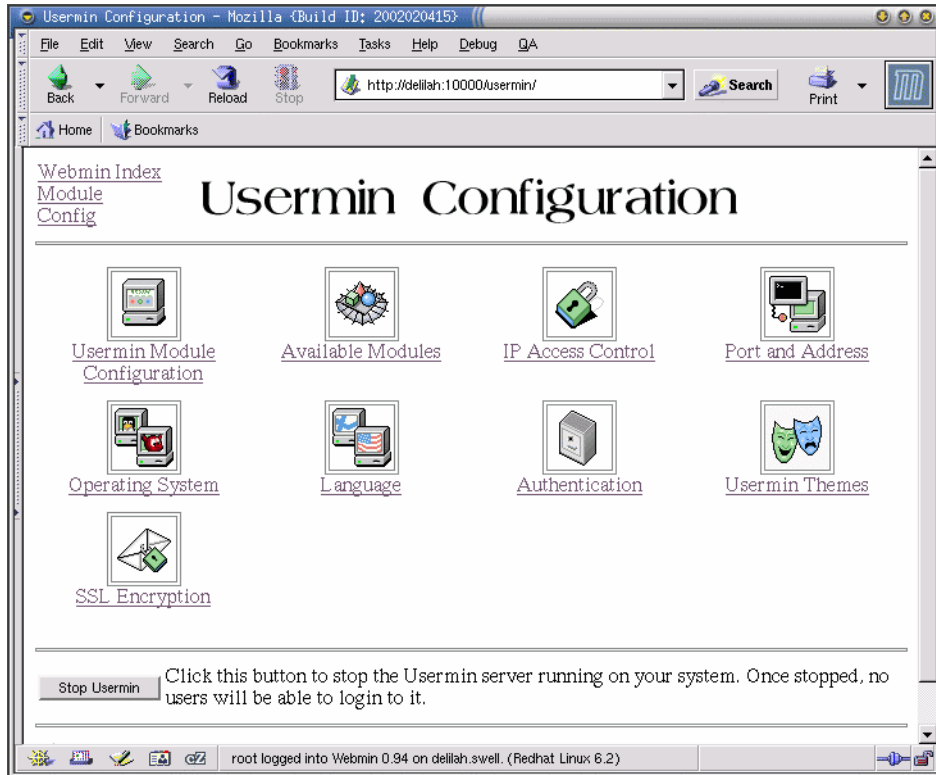 Usermin Configuration - Mozilla {Build ID: 2002020415}
File Edit View Search Go Bookmarks Tasks Help Debug QA
Back Forward Reload Stop http://delilah:10000/usermin/ Search Print
Home Bookmarks
Webmin Index
Module
Config
Usermin Configuration
Usermin Module
Configuration
Available Modules
IP Access Control
Port and Address
Operating System
Language
Authentication
Usermin Themes
SSL Encryption
Stop Usermin
Click this button to stop the Usermin server running on your system. Once stopped, no
users will be able to login to it.
root logged into Webmin 0.94 on delilah.swell. (Redhat Linux 6.2)